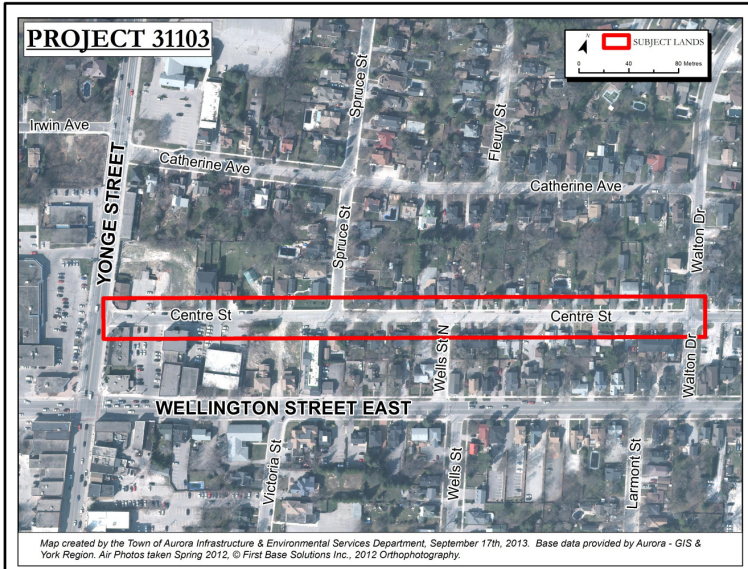 PROJECT 31103
N
SUBJECT LANDS
0 40 80 Metres
Spruce St
Fleury St
Irwin Ave
Catherine Ave
Catherine Ave
YONGE STREET
Spruce St
Walton Dr
Centre St
Centre St
Wells St N
Walton Dr
WELLINGTON STREET EAST
Victoria St
Wells St
Larmont St
Map created by the Town of Aurora Infrastructure & Environmental Services Department, September 17th, 2013. Base data provided by Aurora - GIS &
York Region. Air Photos taken Spring 2012, © First Base Solutions Inc., 2012 Orthophotography.